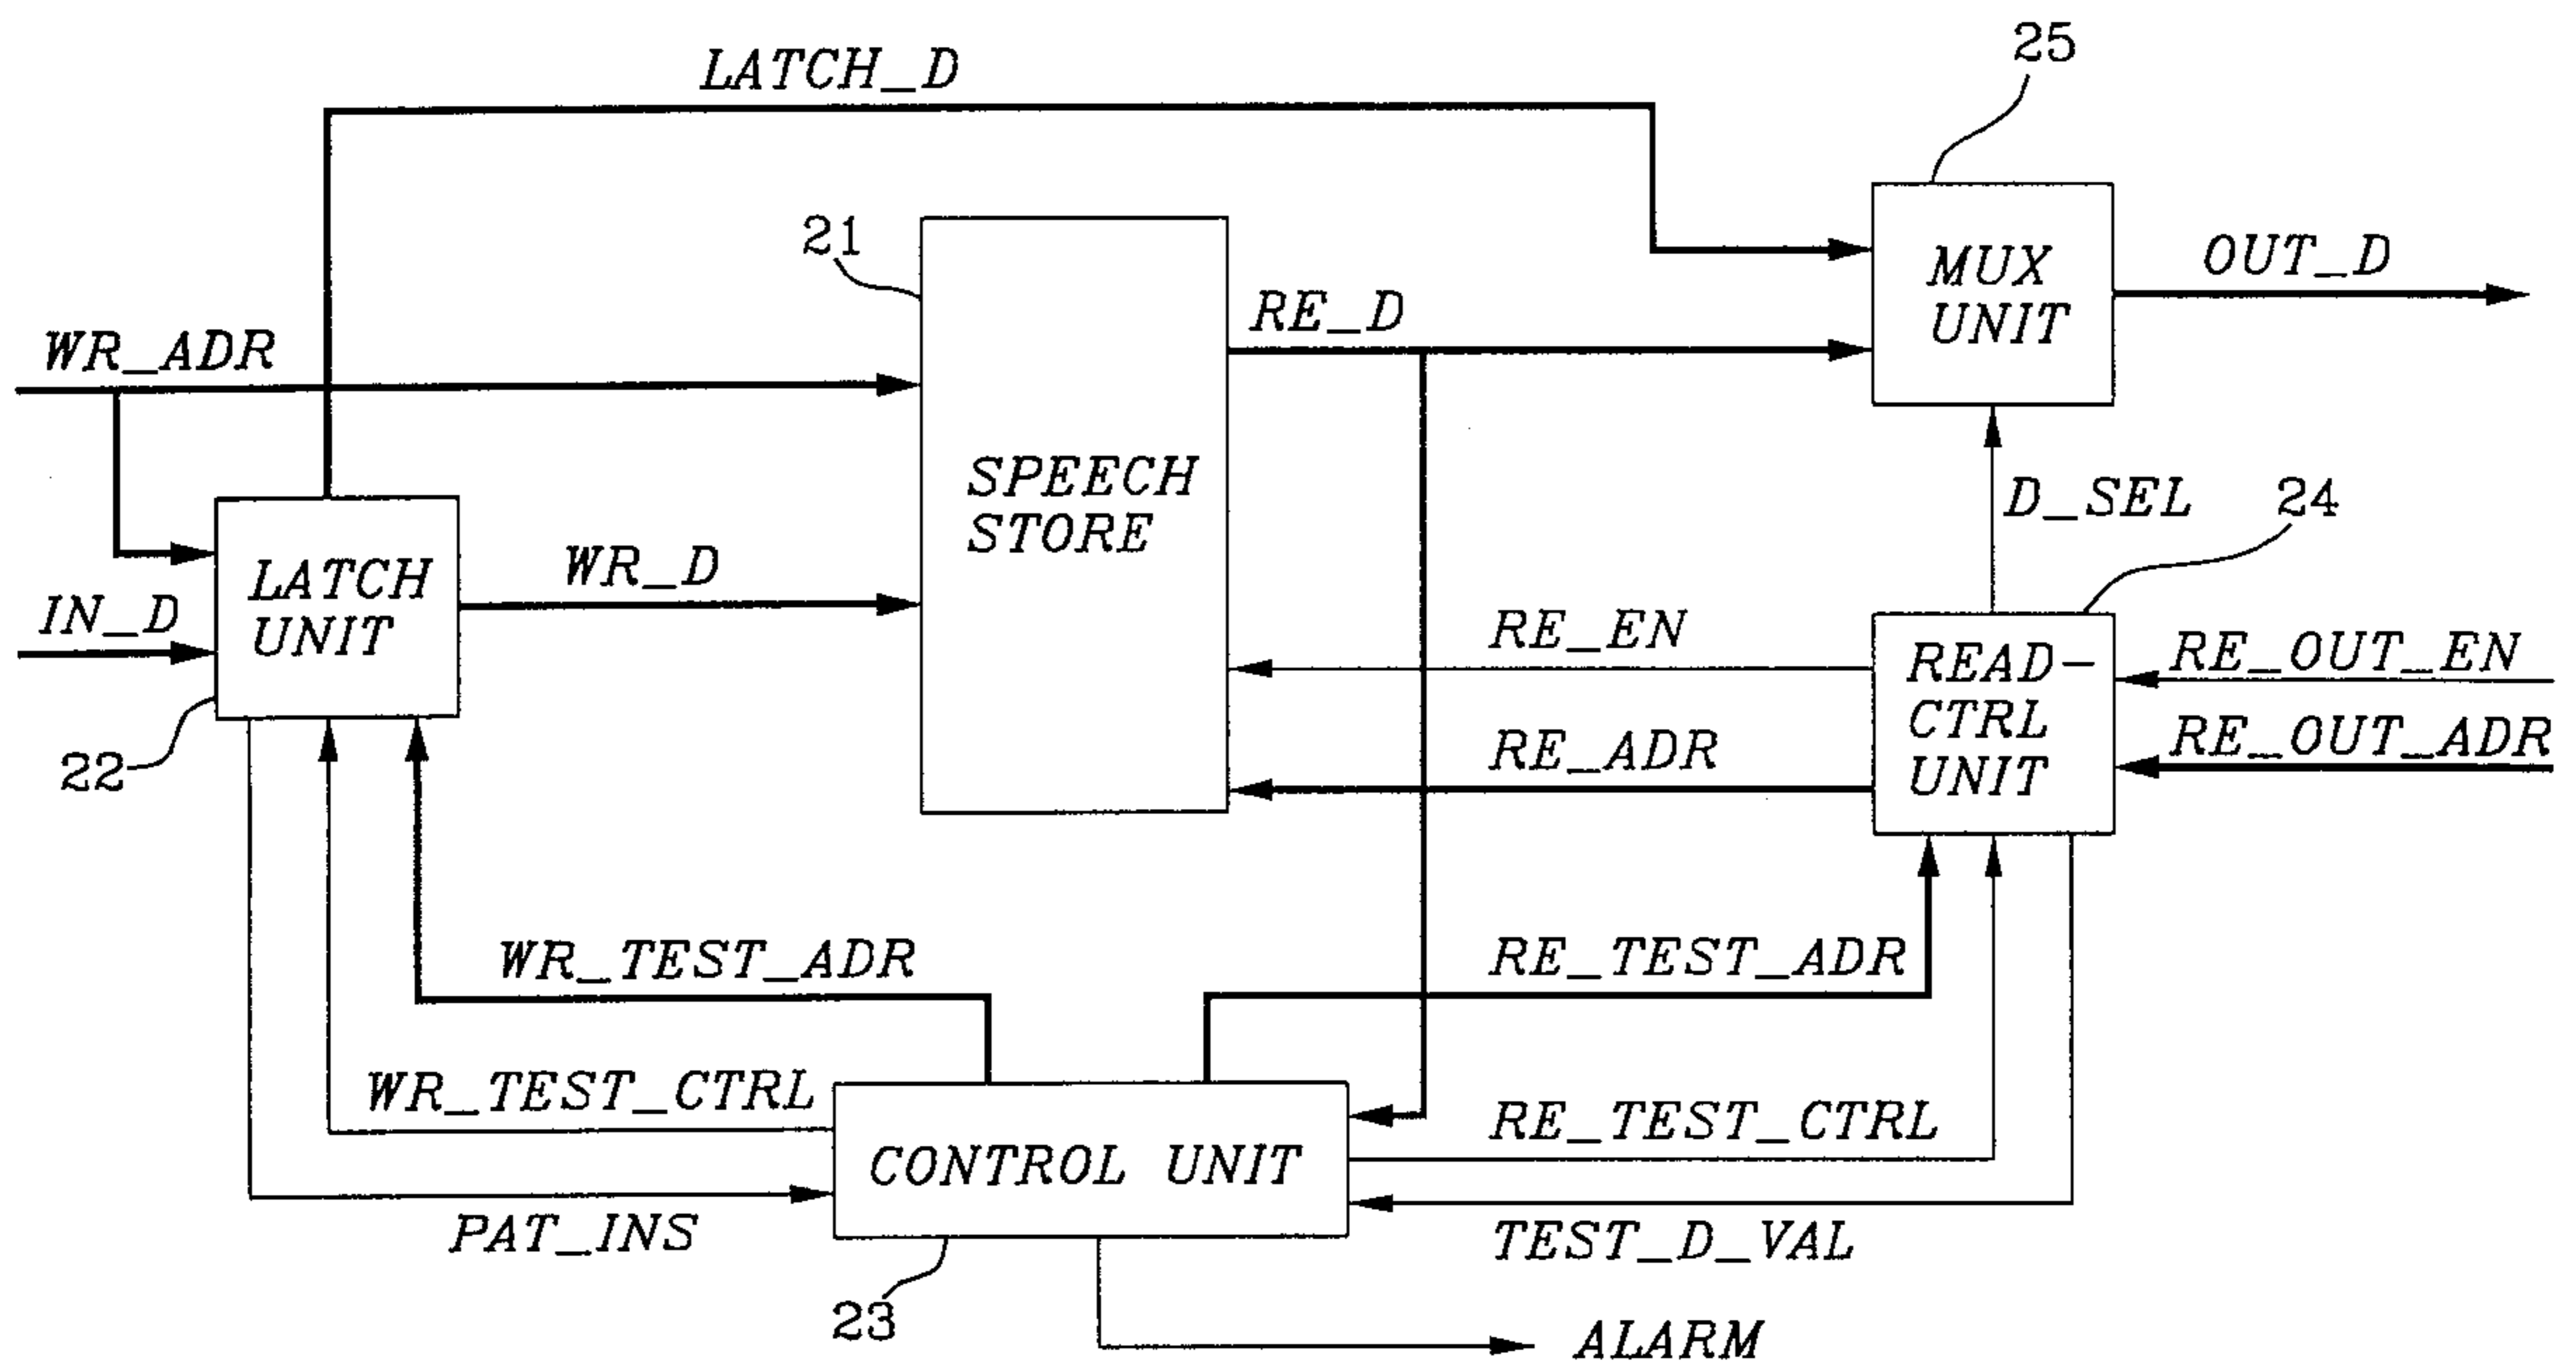 25
LATCH_D
21
MUX
UNIT
OUT_D
RE_D
WR_ADR
SPEECH
STORE
D_SEL
24
LATCH
UNIT
WR_D
IN_D
RE_EN
READ-
CTRL
UNIT
RE_OUT_EN
RE_OUT_ADR
22
RE_ADR
WR_TEST_ADR
RE_TEST_ADR
WR_TEST_CTRL
RE_TEST_CTRL
CONTROL UNIT
PAT_INS
TEST_D_VAL
23
ALARM